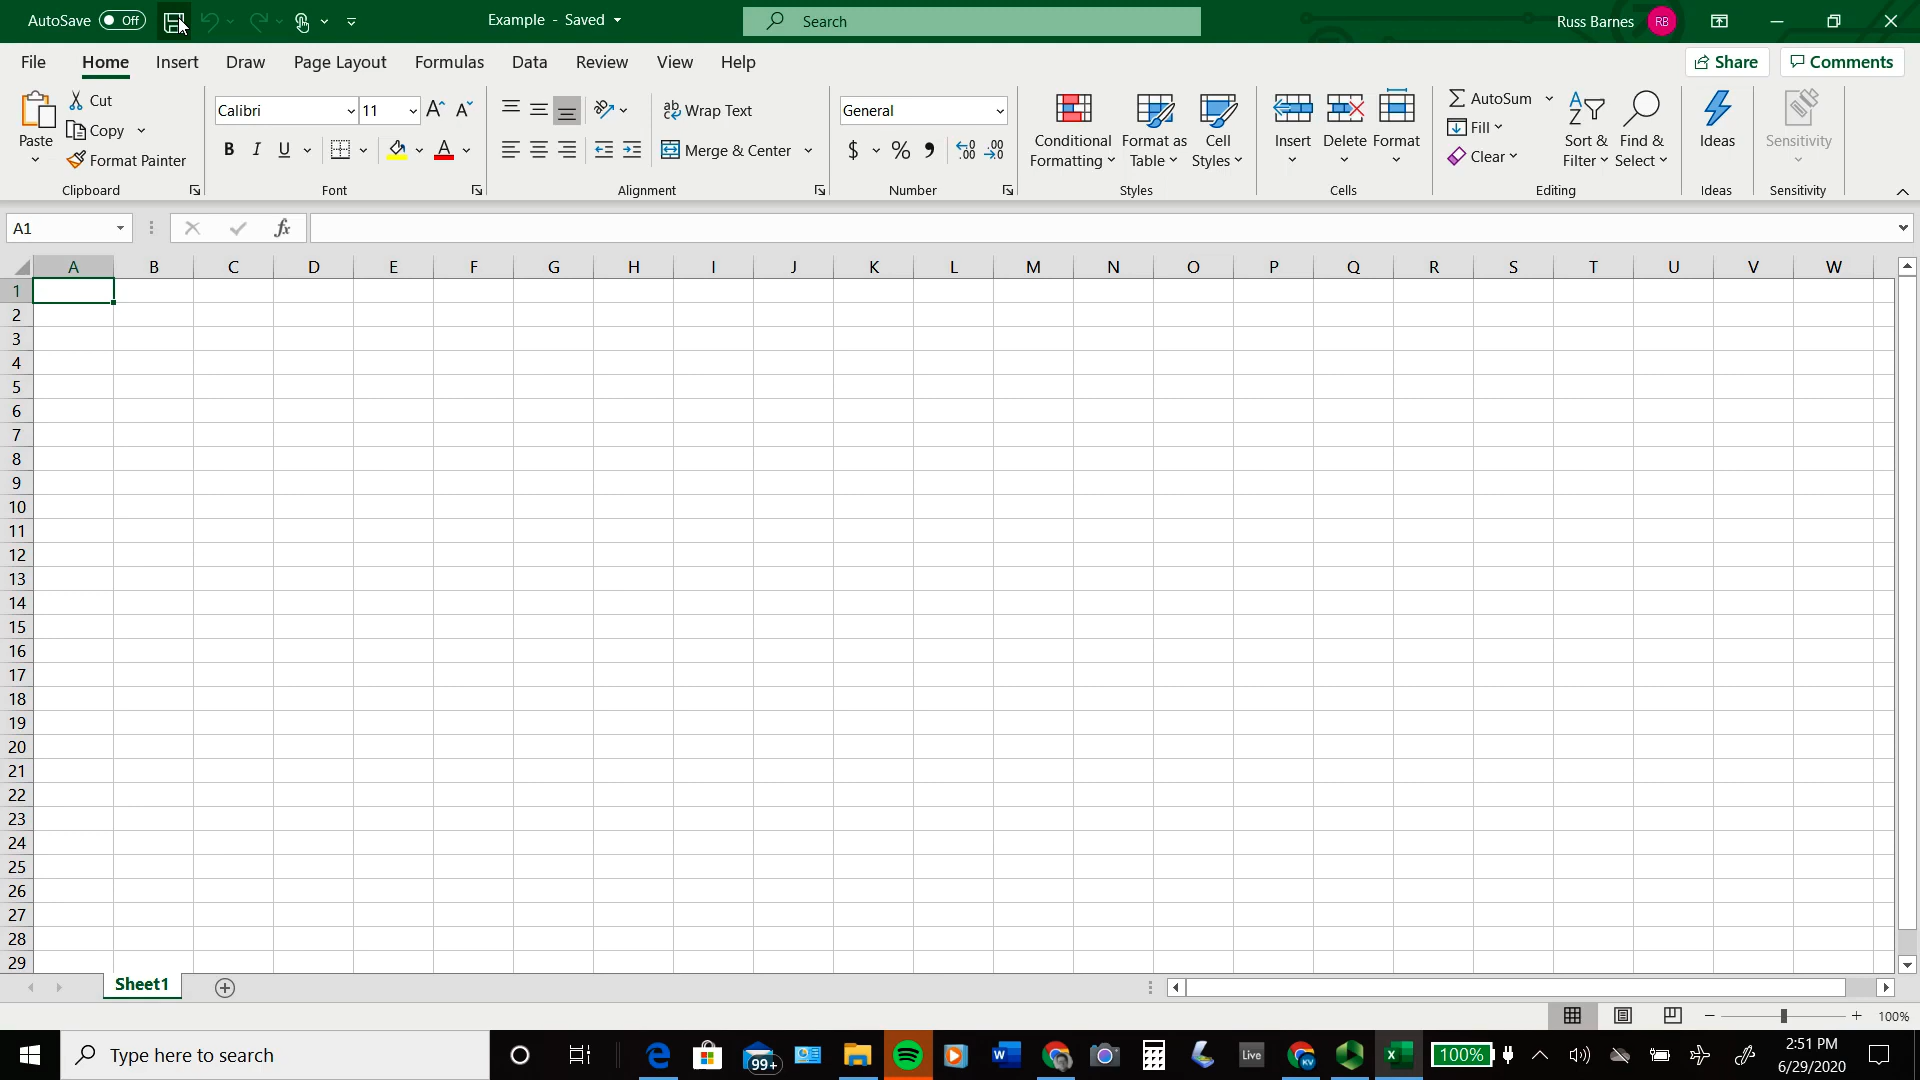 AutoSave Off Example - Saved Search Russ Barnes RB
File Home Insert Draw Page Layout Formulas Data Review View Help Share Comments
Paste
Cut
Copy
Format Painter
Clipboard
Calibri 11
B I U A
Font
ab Wrap Text
Merge & Center
Alignment
General
$ % 9 .00 .00
Number
Conditional Formatting
Format as Table
Cell Styles
Styles
Insert Delete Format
Cells
AutoSum
Fill
Clear
Sort & Filter
Find & Select
Editing
Ideas
Ideas
Sensitivity
Sensitivity
A1 fx
A B C D E F G H I J K L M N O P Q R S T U V W
1
2
3
4
5
6
7
8
9
10
11
12
13
14
15
16
17
18
19
20
21
22
23
24
25
26
27
28
29
Sheet1
100%
Type here to search 99+ Live KV 100% 2:51 PM
6/29/2020